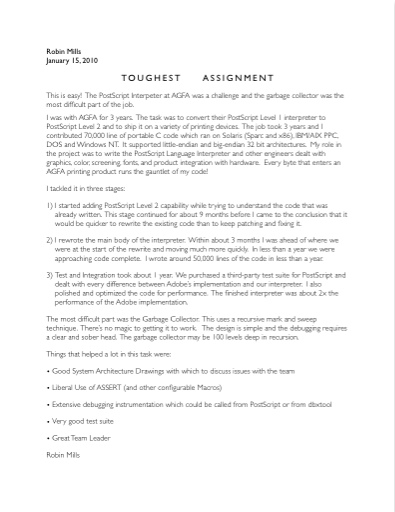 Robin Mills
January 15, 2010
TOUGHEST ASSIGNMENT
This is easy! The PostScript Interpeter at AGFA was a challenge and the garbage collector was the
most difficult part of the job.
I was with AGFA for 3 years. The task was to convert their PostScript Level 1 interpreter to
PostScript Level 2 and to ship it on a variety of printing devices. The job took 3 years and I
contributed 70,000 line of portable C code which ran on Solaris (Sparc and x86), IBM/AIX PPC,
DOS and Windows NT. It supported little-endian and big-endian 32 bit architectures. My role in
the project was to write the PostScript Language Interpreter and other engineers dealt with
graphics, color, screening, fonts, and product integration with hardware. Every byte that enters an
AGFA printing product runs the gauntlet of my code!
I tackled it in three stages:
1) I started adding PostScript Level 2 capability while trying to understand the code that was
already written. This stage continued for about 9 months before I came to the conclusion that it
would be quicker to rewrite the existing code than to keep patching and fixing it.
2) I rewrote the main body of the interpreter. Within about 3 months I was ahead of where we
were at the start of the rewrite and moving much more quickly. In less than a year we were
approaching code complete. I wrote around 50,000 lines of the code in less than a year.
3) Test and Integration took about 1 year. We purchased a third-party test suite for PostScript and
dealt with every difference between Adobe's implementation and our interpreter. I also
polished and optimized the code for performance. The finished interpreter was about 2x the
performance of the Adobe implementation.
The most difficult part was the Garbage Collector. This uses a recursive mark and sweep
technique. There's no magic to getting it to work. The design is simple and the debugging requires
a clear and sober head. The garbage collector may be 100 levels deep in recursion.
Things that helped a lot in this task were:
• Good System Architecture Drawings with which to discuss issues with the team
• Liberal Use of ASSERT (and other configurable Macros)
• Extensive debugging instrumentation which could be called from PostScript or from dbxtool
• Very good test suite
• Great Team Leader
Robin Mills